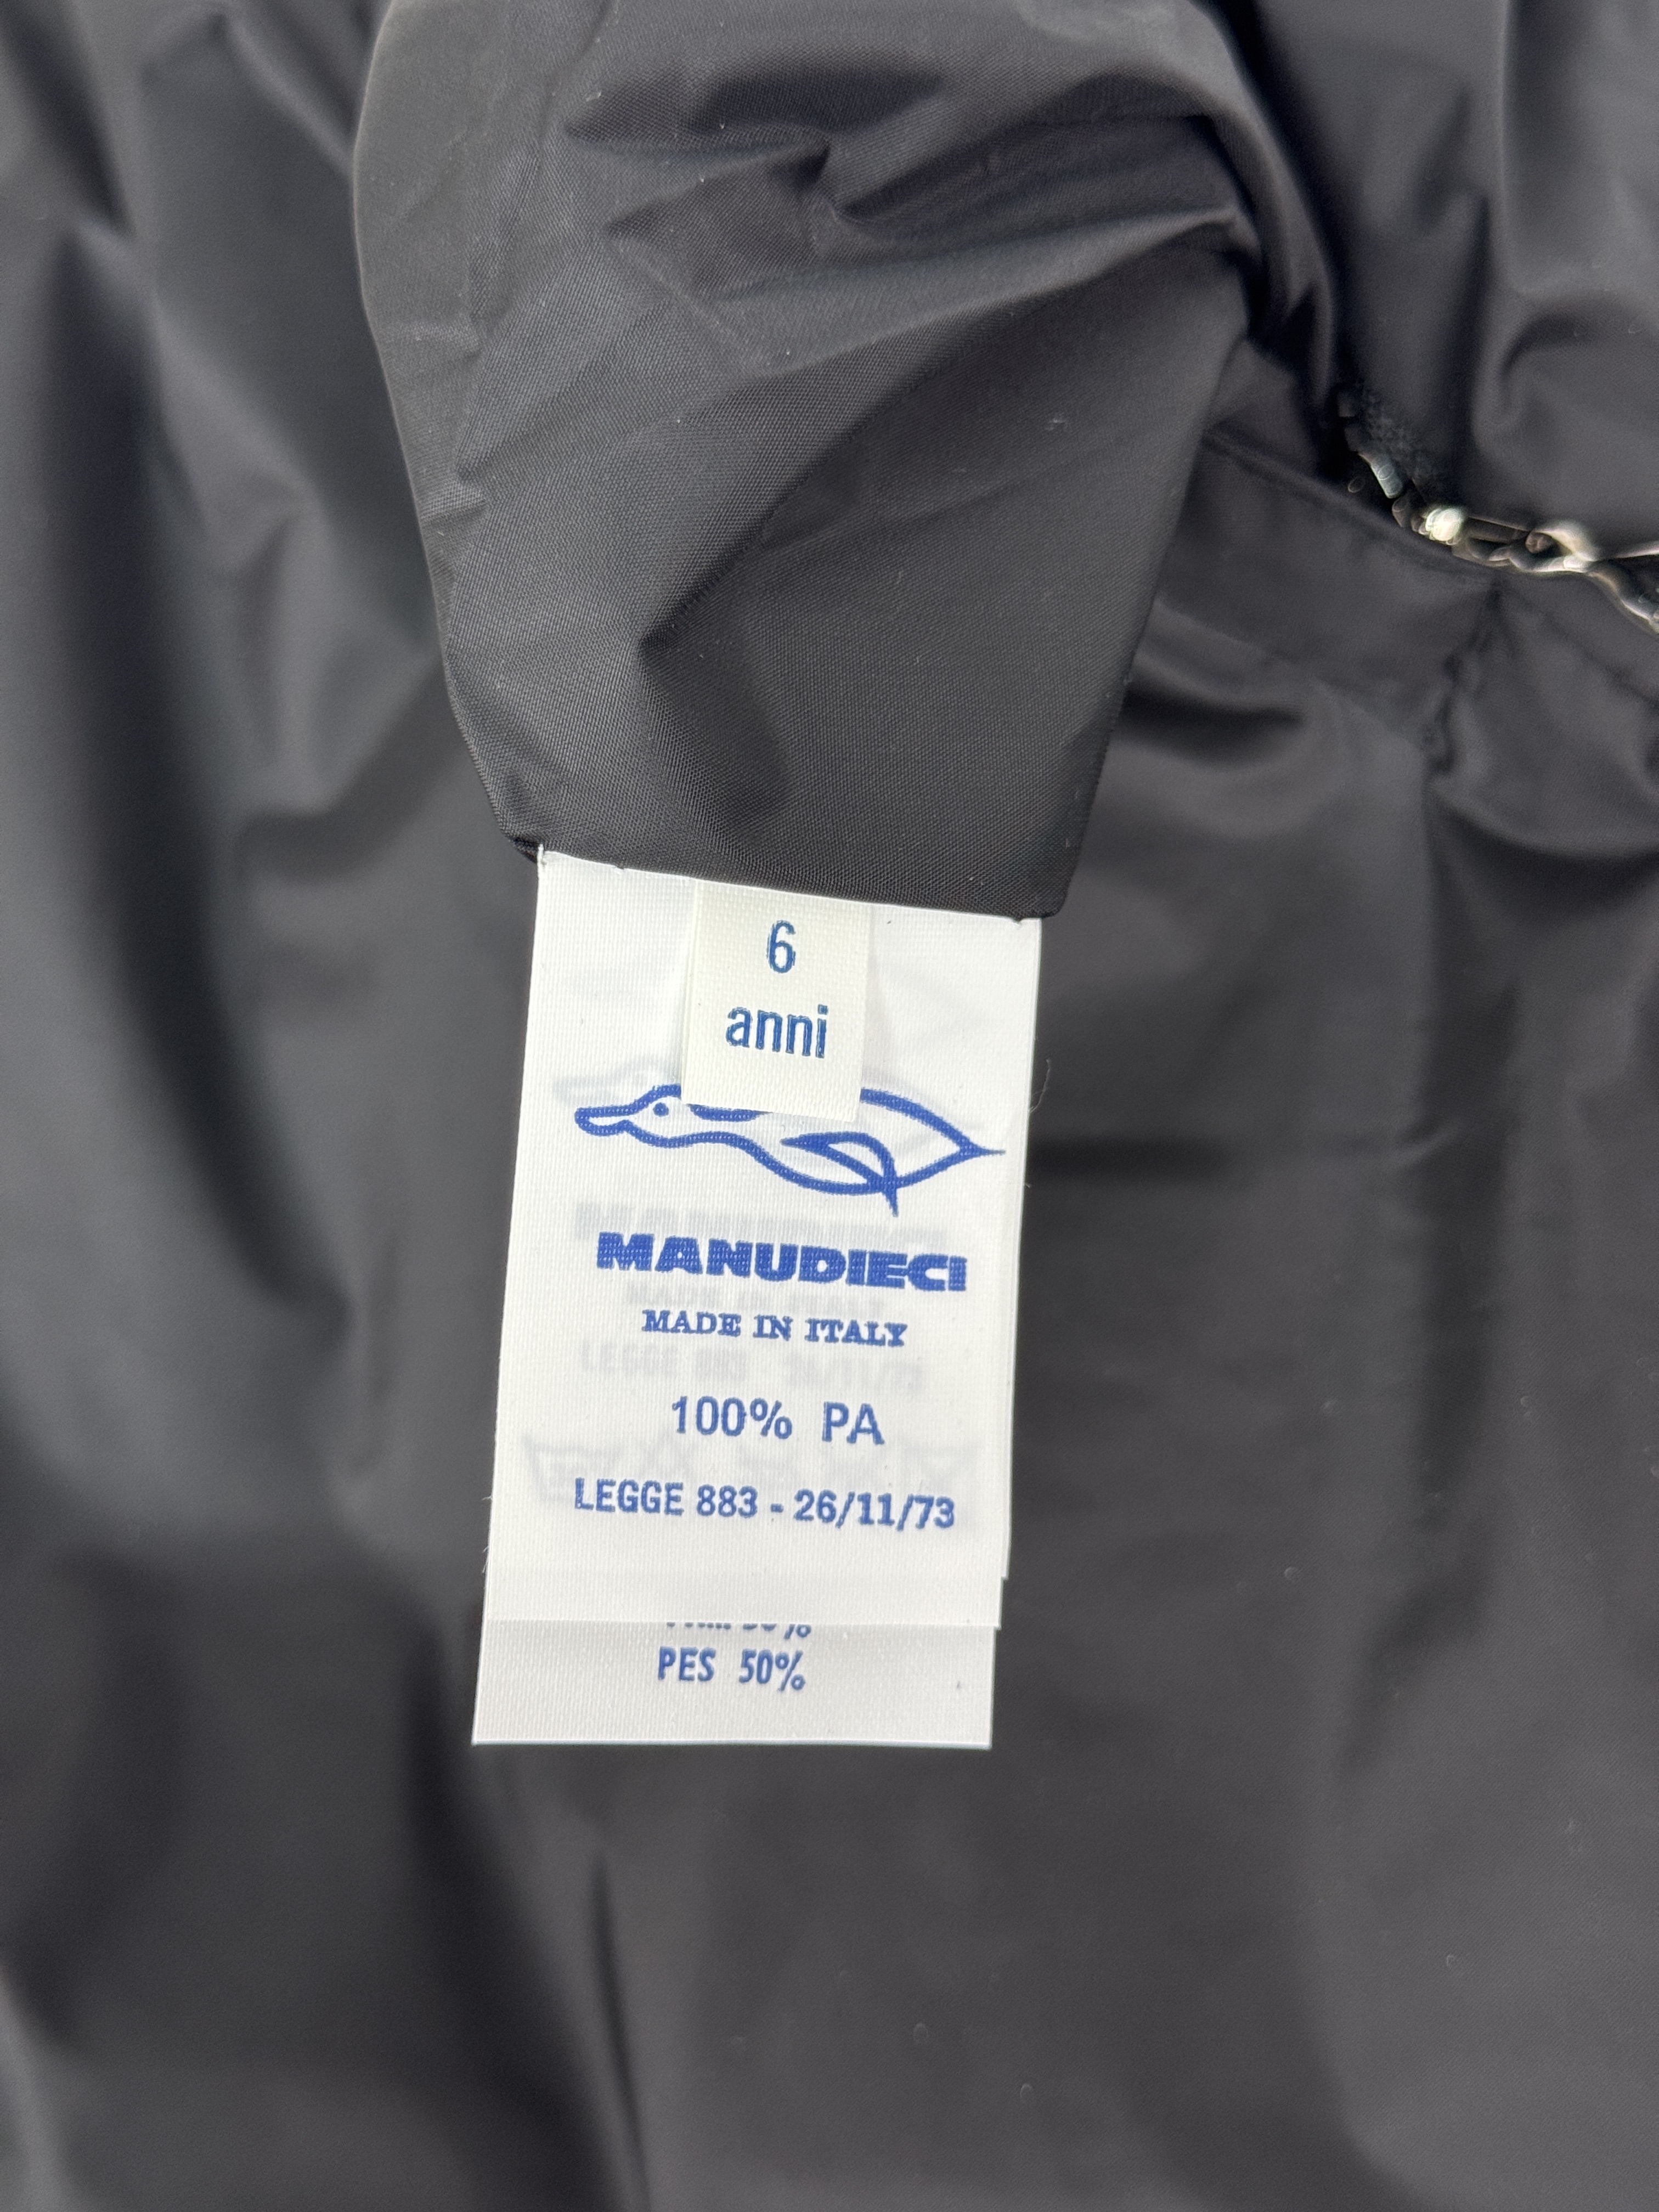 6
anni
MANUDIECI
MADE IN ITALY
100% PA
LEGGE 883 - 26/11/73
PES 50%